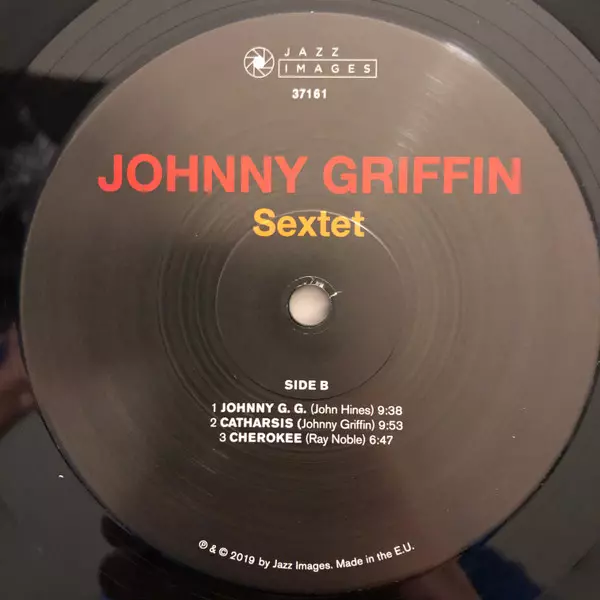 JAZZ
IMAGES
37161
JOHNNY GRIFFIN
Sextet
SIDE B
1 JOHNNY G. G. (John Hines) 9:38
2 CATHARSIS (Johnny Griffin) 9:53
3 CHEROKEE (Ray Noble) 6:47
℗ & © 2019 by Jazz Images. Made in the E.U.